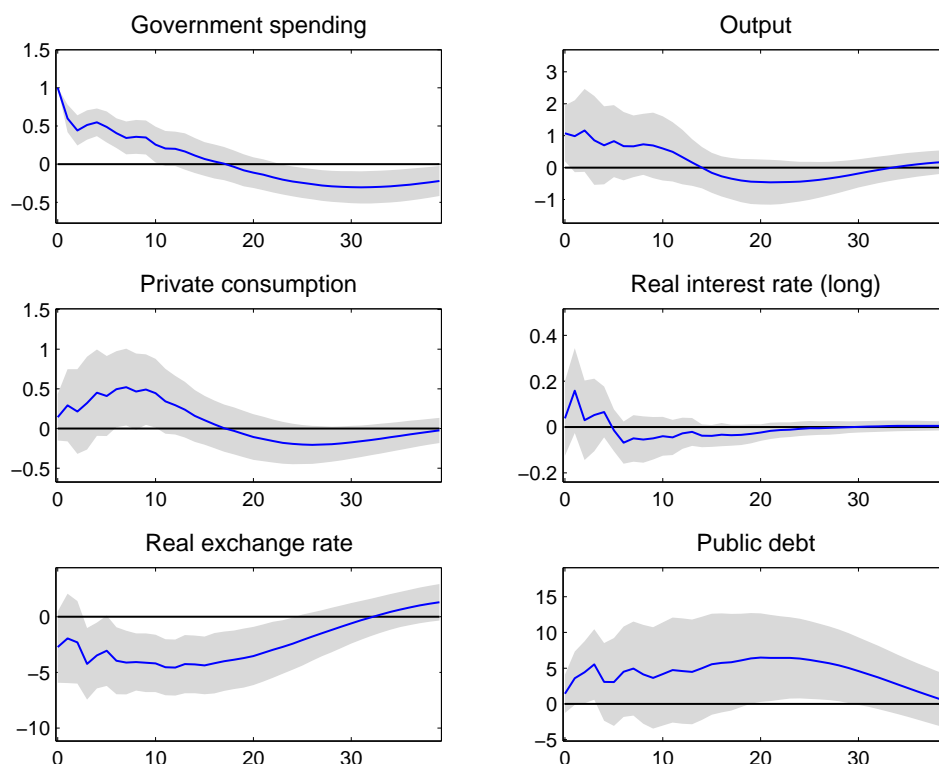 Government spending
1.5
1
0.5
0
−0.5
0 10 20 30
Output
3
2
1
0
−1
0 10 20 30
Private consumption
1.5
1
0.5
0
−0.5
0 10 20 30
Real interest rate (long)
0.4
0.2
0
−0.2
0 10 20 30
Real exchange rate
0
−5
−10
0 10 20 30
Public debt
15
10
5
0
−5
0 10 20 30